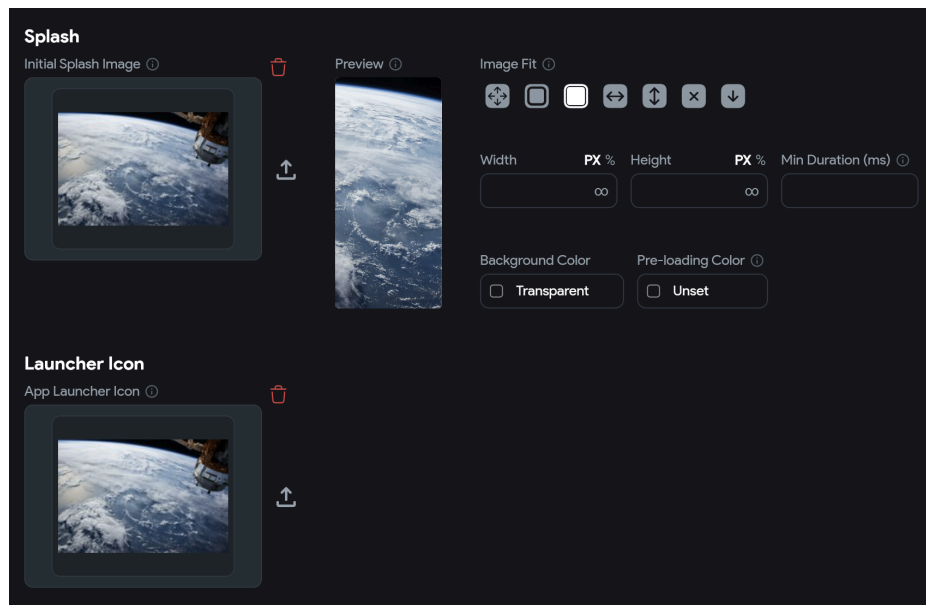 Splash
Initial Splash Image
Preview
Image Fit
Width PX %
Height PX %
Min Duration (ms)
∞
∞
Background Color
Pre-loading Color
Transparent
Unset
Launcher Icon
App Launcher Icon